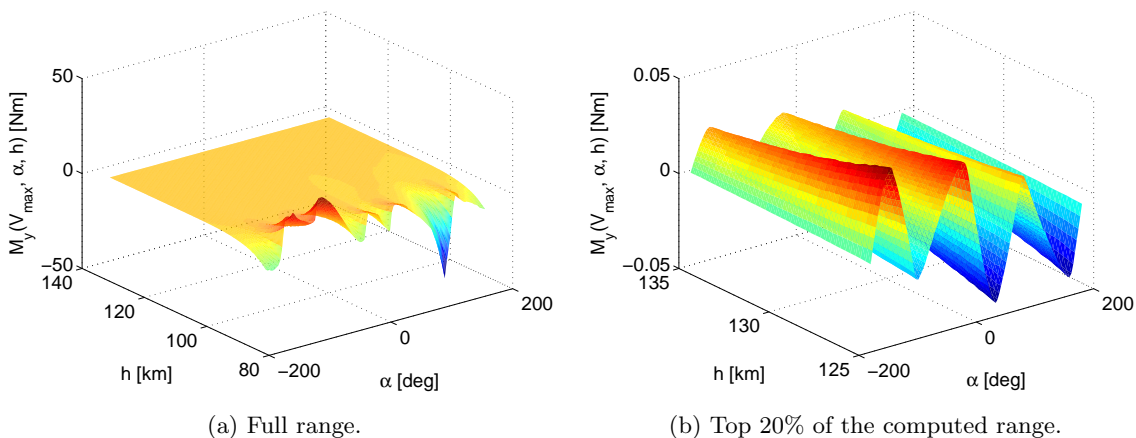 50
0
−50
140
120
100
80
−200
0
200
M_y(V_max, α, h) [Nm]
h [km]
α [deg]
(a) Full range.
0.05
0
−0.05
135
130
125
−200
0
200
M_y(V_max, α, h) [Nm]
h [km]
α [deg]
(b) Top 20% of the computed range.